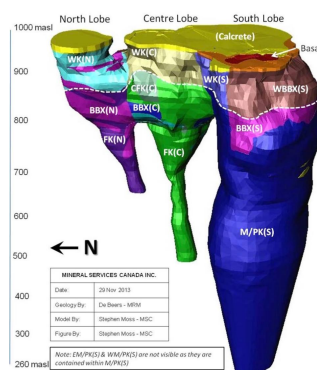 North Lobe
Centre Lobe
South Lobe
1000 masl
(Calcrete)
Basa
WK(N)
WK(C)
WK(S)
900
CFK(C)
WBBX(S)
BBX(N)
BBX(C)
800
BBX(S)
FK(N)
FK(C)
700
600
M/PK(S)
N
500
MINERAL SERVICES CANADA INC.
Date: 29 Nov 2013
Geology By: De Beers - MRM
Model By: Stephen Moss - MSC
Figure By: Stephen Moss - MSC
400
300
Note: EM/PK(S) & WM/PK(S) are not visible as they are
contained within M/PK(S)
260 masl